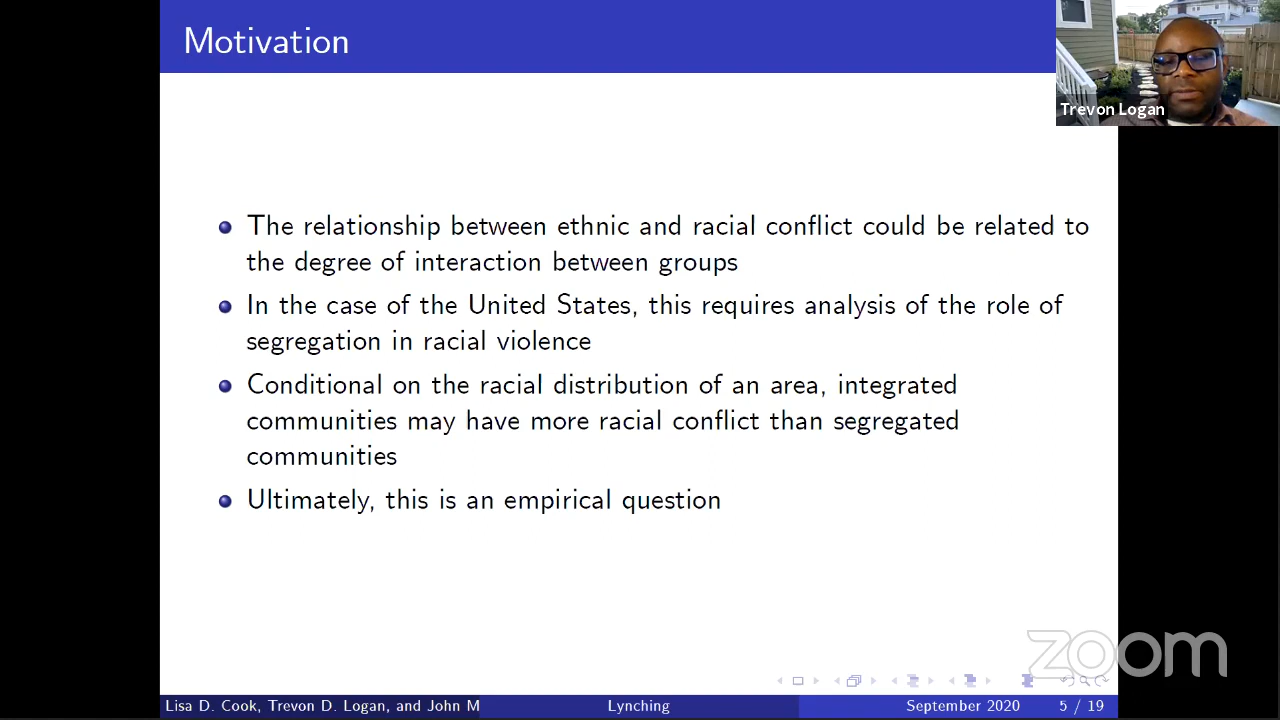 Motivation
Trevon Logan
The relationship between ethnic and racial conflict could be related to
the degree of interaction between groups
In the case of the United States, this requires analysis of the role of
segregation in racial violence
Conditional on the racial distribution of an area, integrated
communities may have more racial conflict than segregated
communities
Ultimately, this is an empirical question
zoom
Lisa D. Cook, Trevon D. Logan, and John M
Lynching
September 2020
5 / 19